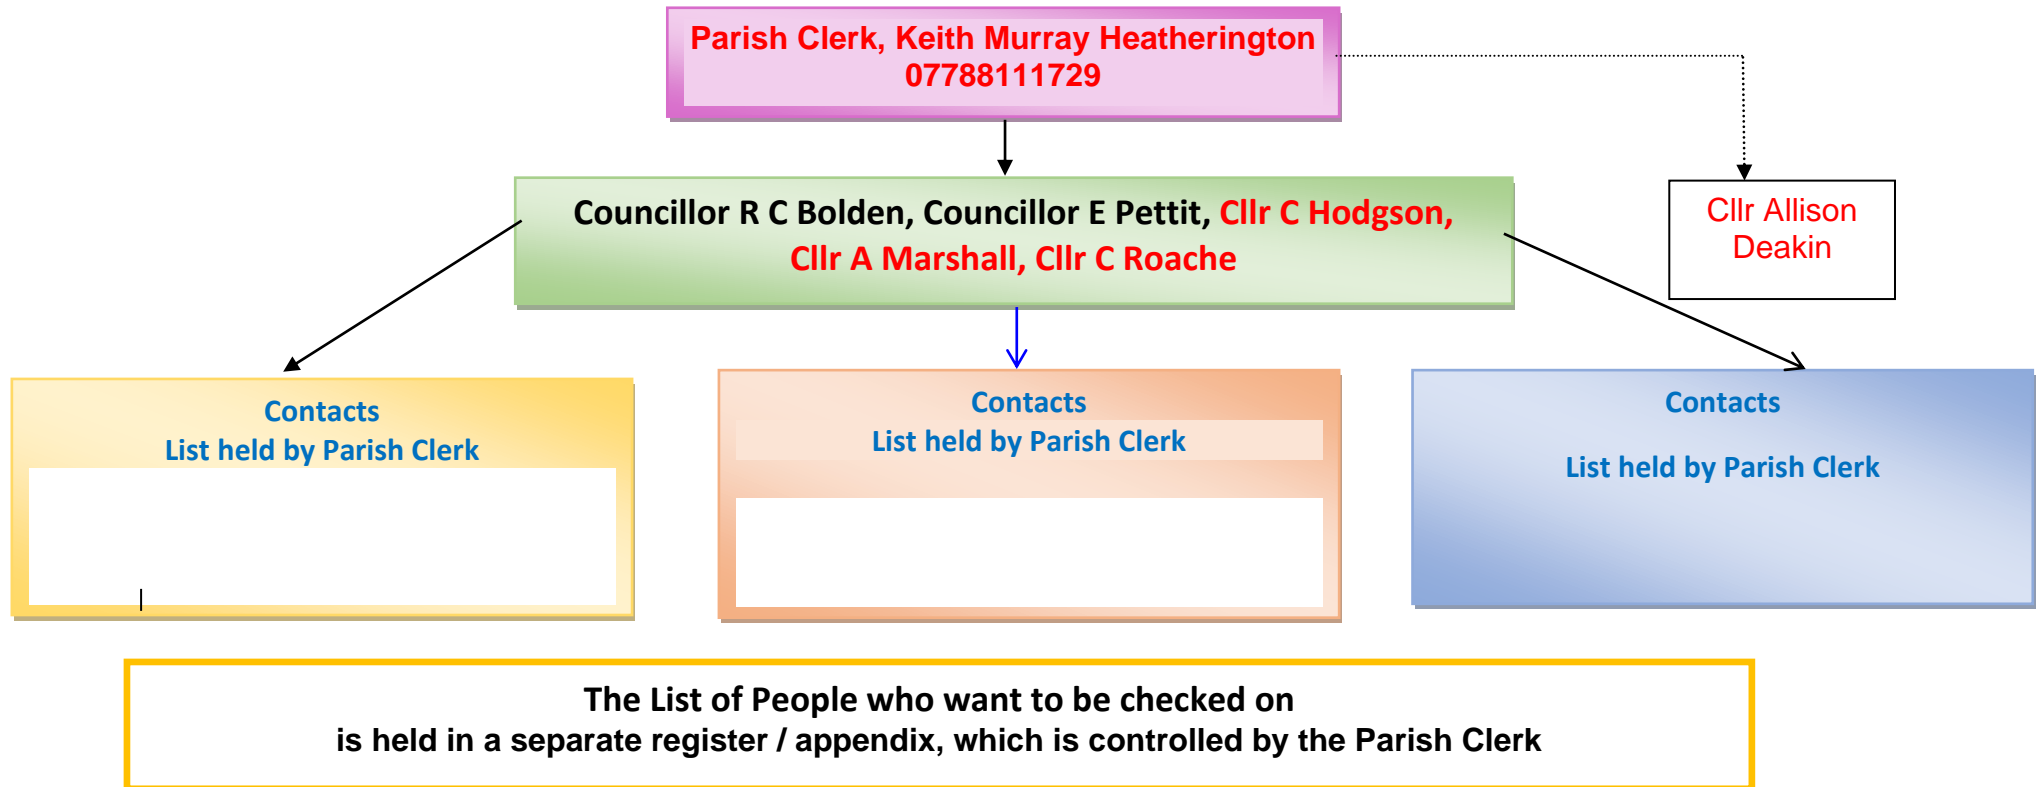 Parish Clerk, Keith Murray Heatherington
07788111729
Councillor R C Bolden, Councillor E Pettit, Cllr C Hodgson,
Cllr A Marshall, Cllr C Roache
Cllr Allison
Deakin
Contacts
List held by Parish Clerk
Contacts
List held by Parish Clerk
Contacts
List held by Parish Clerk
The List of People who want to be checked on
is held in a separate register / appendix, which is controlled by the Parish Clerk